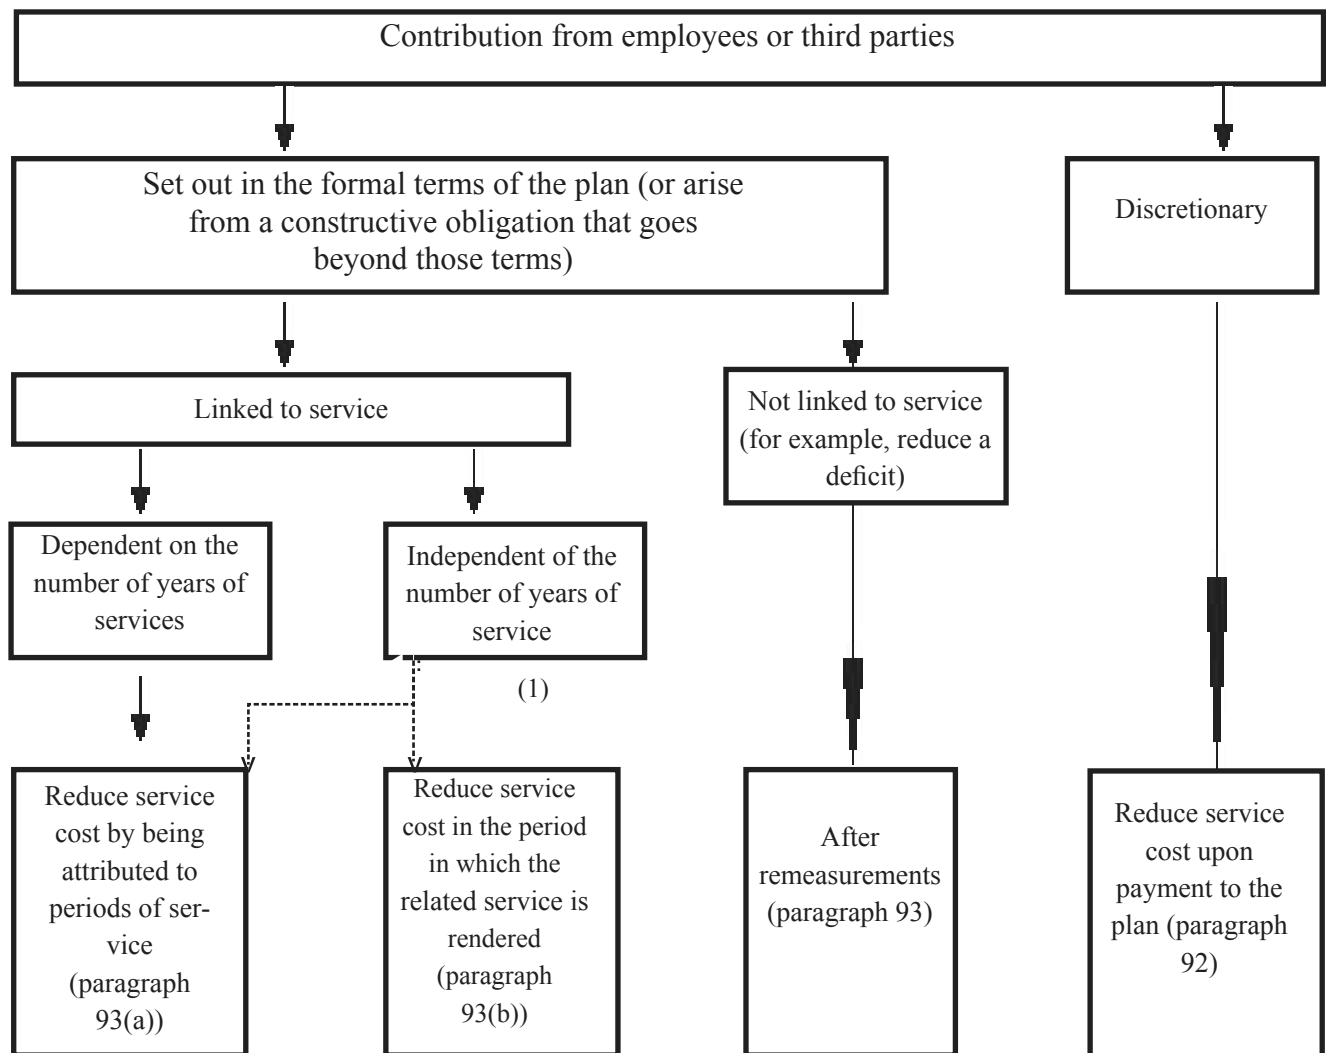 Contribution from employees or third parties
Set out in the formal terms of the plan (or arise
from a constructive obligation that goes
beyond those terms)
Discretionary
Linked to service
Not linked to service
(for example, reduce a
deficit)
Dependent on the
number of years of
services
Independent of the
number of years of
service
(1)
Reduce service
cost by being
attributed to
periods of ser-
vice
(paragraph
93(a))
Reduce service
cost in the period
in which the
related service is
rendered
(paragraph
93(b))
After
remeasurements
(paragraph 93)
Reduce service
cost upon
payment to the
plan (paragraph
92)